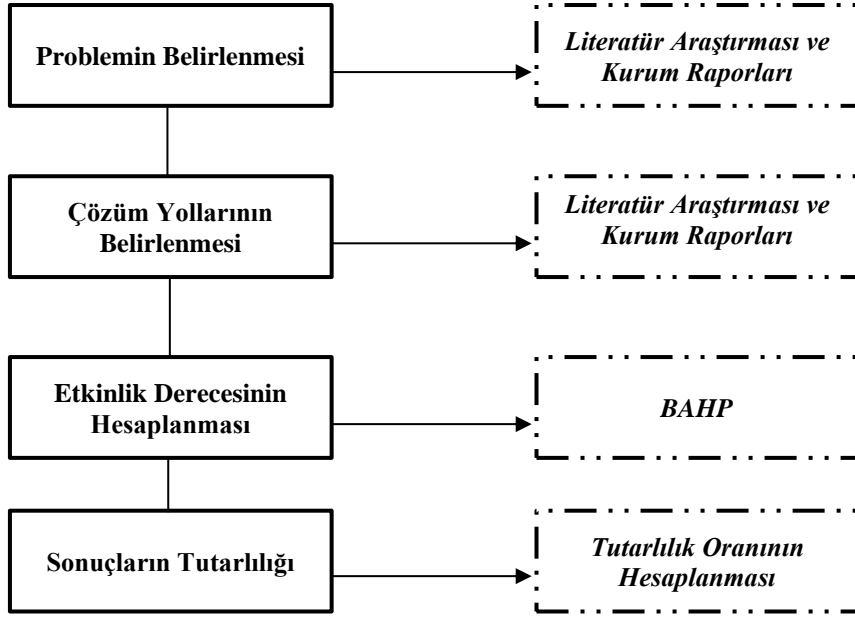 Problemin Belirlenmesi
Literatür Araştırması ve
Kurum Raporları
Çözüm Yollarının
Belirlenmesi
Literatür Araştırması ve
Kurum Raporları
Etkinlik Derecesinin
Hesaplanması
BAHP
Sonuçların Tutarlılığı
Tutarlılık Oranının
Hesaplanması